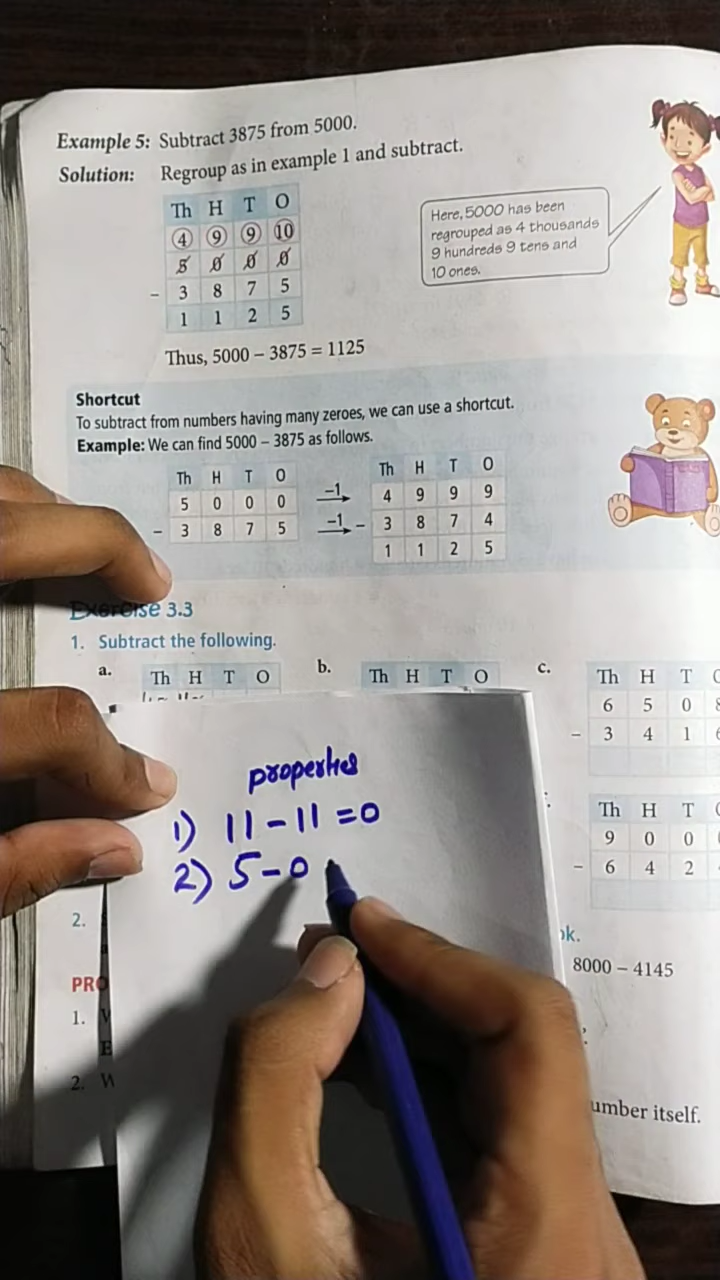 Example 5: Subtract 3875 from 5000.
Solution: Regroup as in example 1 and subtract.
Th H T O
4 9 9 10
5 0 0 0
- 3 8 7 5
1 1 2 5
Here, 5000 has been
regrouped as 4 thousands
9 hundreds 9 tens and
10 ones.
Thus, 5000 – 3875 = 1125
Shortcut
To subtract from numbers having many zeroes, we can use a shortcut.
Example: We can find 5000 – 3875 as follows.
Th H T O
5 0 0 0
- 3 8 7 5
–1
–1
Th H T O
4 9 9 9
- 3 8 7 4
1 1 2 5
Exercise 3.3
1. Subtract the following.
a. Th H T O
b. Th H T O
c. Th H T
6 5 0 8
- 3 4 1
Th H T
9 0 0
- 6 4 2
properties
1) 11 - 11 = 0
2) 5 - 0
2.
ok.
8000 – 4145
PRO
1.
2. W
umber itself.